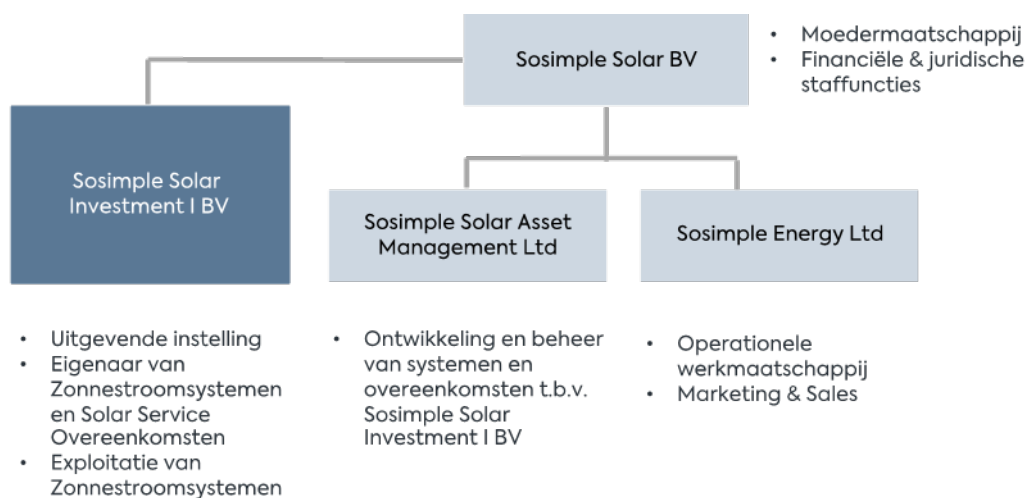 Sosimple Solar BV
• Moedermaatschappij
• Financiële & juridische
staffuncties
Sosimple Solar
Investment I BV
Sosimple Solar Asset
Management Ltd
Sosimple Energy Ltd
• Uitgevende instelling
• Eigenaar van
Zonnestroomsystemen
en Solar Service
Overeenkomsten
• Exploitatie van
Zonnestroomsystemen
• Ontwikkeling en beheer
van systemen en
overeenkomsten t.b.v.
Sosimple Solar
Investment I BV
• Operationele
werkmaatschappij
• Marketing & Sales